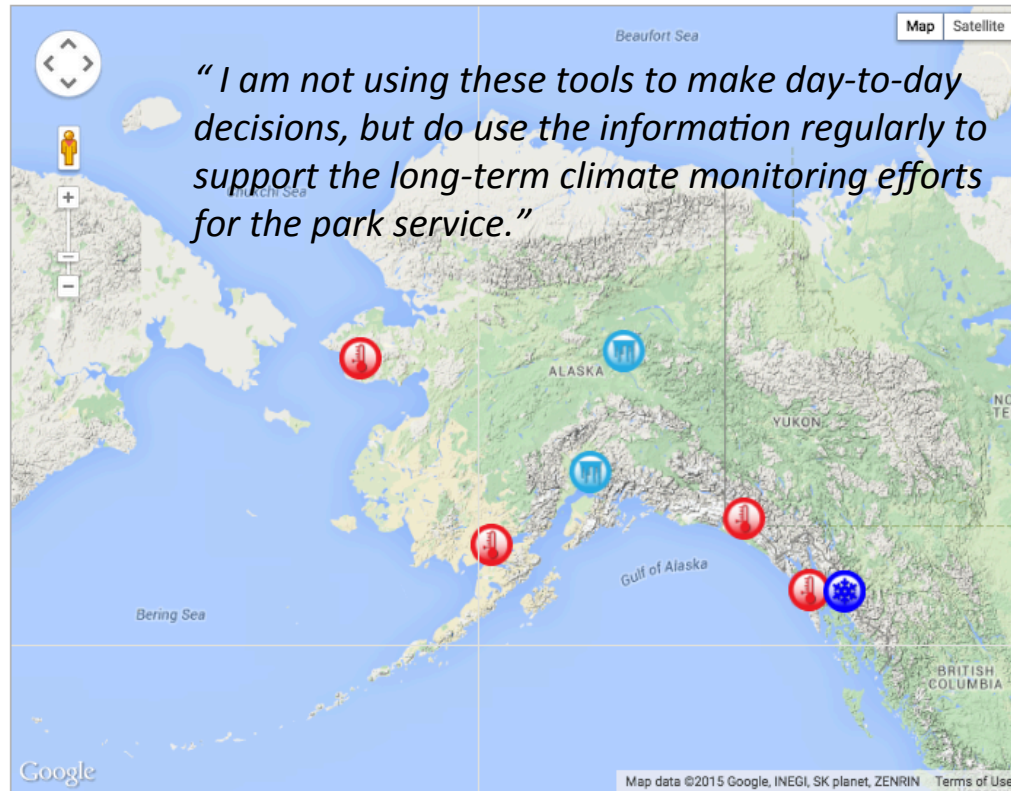 Map Satellite
Beaufort Sea
“ I am not using these tools to make day-to-day
decisions, but do use the information regularly to
support the long-term climate monitoring efforts
Chukchi Sea
for the park service.”
ALASKA
YUKON
Gulf of Alaska
Bering Sea
BRITISH
COLUMBIA
Google
Map data ©2015 Google, INEGI, SK planet, ZENRIN Terms of Use